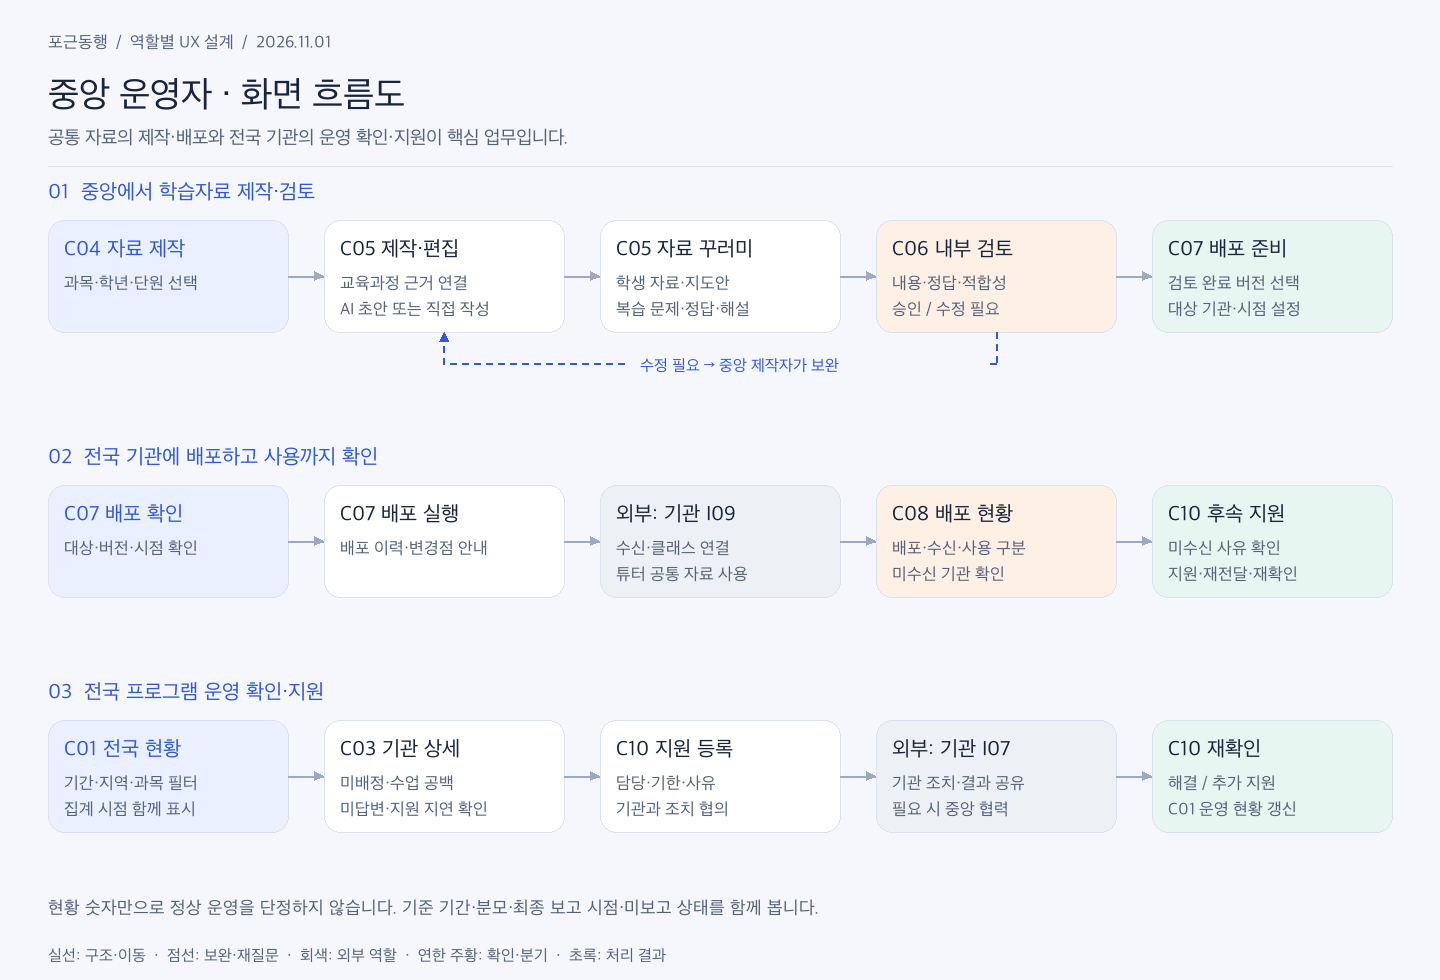 포근동행 / 역할별 UX 설계 / 2026.11.01
중앙 운영자 · 화면 흐름도
공통 자료의 제작·배포와 전국 기관의 운영 확인·지원이 핵심 업무입니다.
01 중앙에서 학습자료 제작·검토
C04 자료 제작
과목·학년·단원 선택
C05 제작·편집
교육과정 근거 연결
AI 초안 또는 직접 작성
C05 자료 꾸러미
학생 자료·지도안
복습 문제·정답·해설
C06 내부 검토
내용·정답·적합성
승인 / 수정 필요
C07 배포 준비
검토 완료 버전 선택
대상 기관·시점 설정
수정 필요 → 중앙 제작자가 보완
02 전국 기관에 배포하고 사용까지 확인
C07 배포 확인
대상·버전·시점 확인
C07 배포 실행
배포 이력·변경점 안내
외부: 기관 I09
수신·클래스 연결
튜터 공통 자료 사용
C08 배포 현황
배포·수신·사용 구분
미수신 기관 확인
C10 후속 지원
미수신 사유 확인
지원·재전달·재확인
03 전국 프로그램 운영 확인·지원
C01 전국 현황
기간·지역·과목 필터
집계 시점 함께 표시
C03 기관 상세
미배정·수업 공백
미답변·지원 지연 확인
C10 지원 등록
담당·기한·사유
기관과 조치 협의
외부: 기관 I07
기관 조치·결과 공유
필요 시 중앙 협력
C10 재확인
해결 / 추가 지원
C01 운영 현황 갱신
현황 숫자만으로 정상 운영을 단정하지 않습니다. 기준 기간·분모·최종 보고 시점·미보고 상태를 함께 봅니다.
실선: 구조·이동 · 점선: 보완·재질문 · 회색: 외부 역할 · 연한 주황: 확인·분기 · 초록: 처리 결과